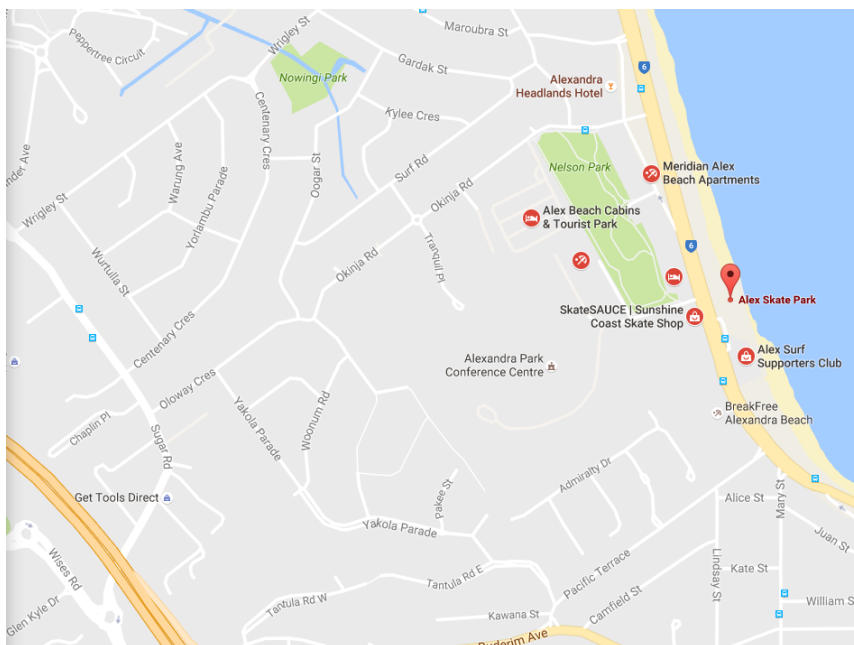 Maroubra St
Wrigley St
Peppertree Circuit
Gardak St
6
Nowingi Park
Alexandra
Headlands Hotel
Centenary Cres
Kylee Cres
Warung Ave
Yorlambu Parade
Oogar St
Surf Rd
Nelson Park
Meridian Alex
Beach Apartments
Okinja Rd
Wrigley St
Alex Beach Cabins
& Tourist Park
Tranquil Pl
6
Wurtulla St
Okinja Rd
Alex Skate Park
SkateSAUCE | Sunshine
Coast Skate Shop
Centenary Cres
Alexandra Park
Conference Centre
Alex Surf
Supporters Club
Oloway Cres
Chaplin Pl
Yakola Parade
Woonum Rd
BreakFree
Alexandra Beach
Sugar Rd
Admiralty Dr
Get Tools Direct
Pakee St
Alice St
Mary St
Yakola Parade
Juan St
Wises Rd
Pacific Terrace
Lindsay St
Kate St
Tantula Rd E
Glen Kyle Dr
Tantula Rd W
Camfield St
William S
Kawana St
Buderim Ave